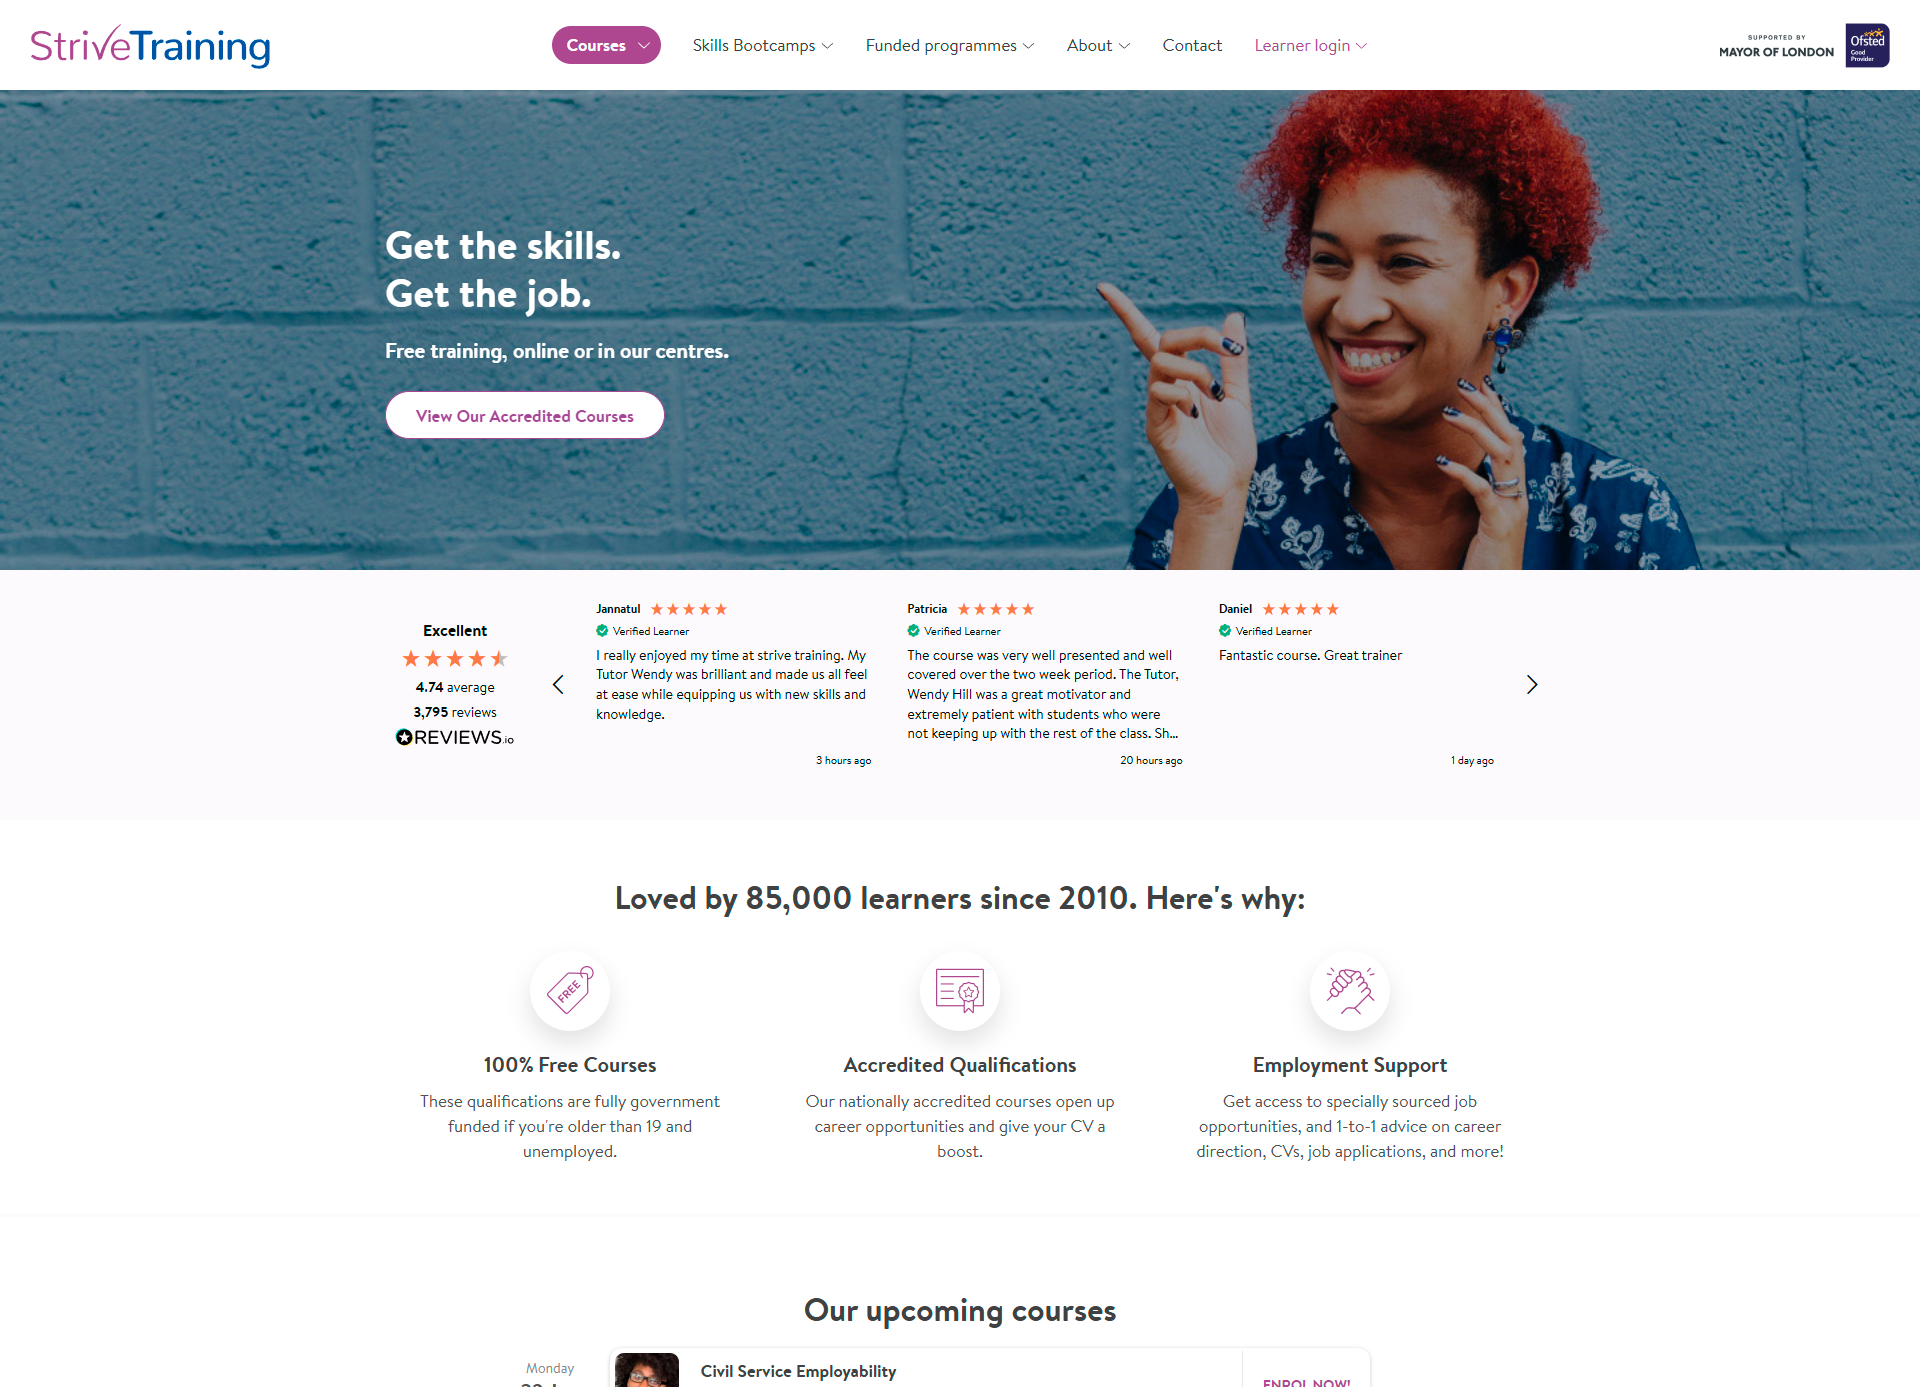 StriveTraining
Courses
Skills Bootcamps
Funded programmes
About
Contact
Learner login
SUPPORTED BY
MAYOR OF LONDON
Ofsted
Good
Provider
Get the skills.
Get the job.
Free training, online or in our centres.
View Our Accredited Courses
Excellent
4.74 average
3,795 reviews
REVIEWS.io
Jannatul
Verified Learner
I really enjoyed my time at strive training. My
Tutor Wendy was brilliant and made us all feel
at ease while equipping us with new skills and
knowledge.
3 hours ago
Patricia
Verified Learner
The course was very well presented and well
covered over the two week period. The Tutor,
Wendy Hill was a great motivator and
extremely patient with students who were
not keeping up with the rest of the class. Sh...
20 hours ago
Daniel
Verified Learner
Fantastic course. Great trainer
1 day ago
Loved by 85,000 learners since 2010. Here's why:
FREE
100% Free Courses
These qualifications are fully government
funded if you're older than 19 and
unemployed.
Accredited Qualifications
Our nationally accredited courses open up
career opportunities and give your CV a
boost.
Employment Support
Get access to specially sourced job
opportunities, and 1-to-1 advice on career
direction, CVs, job applications, and more!
Our upcoming courses
Monday
Civil Service Employability
ENROL NOW!